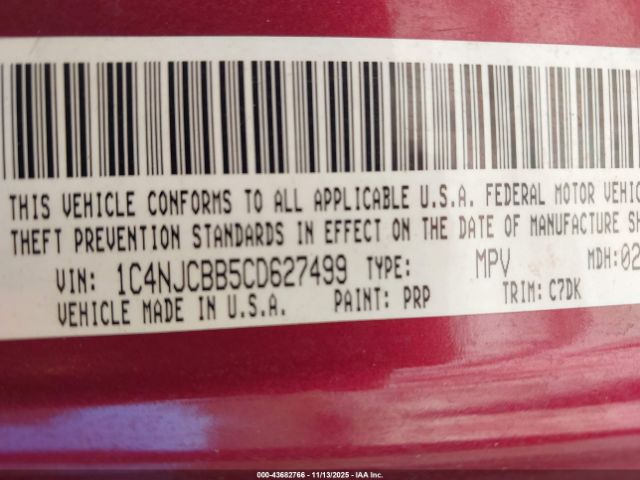 THIS VEHICLE CONFORMS TO ALL APPLICABLE U.S.A. FEDERAL MOTOR VEHIC
THEFT PREVENTION STANDARDS IN EFFECT ON THE DATE OF MANUFACTURE SH
VIN: 1C4NJCBB5CD627499 TYPE: MPV MDH:02
VEHICLE MADE IN U.S.A. PAINT: PRP TRIM: C7DK
000-43682766 - 11/13/2025 - IAA Inc.